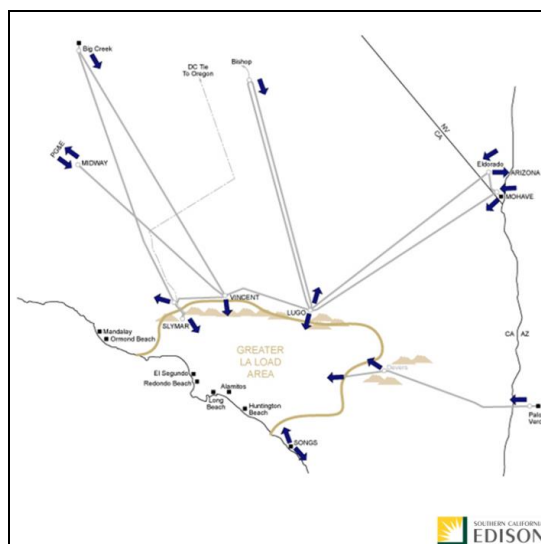 Big Creek
DC Tie
To Oregon
Bishop
PG&E
MIDWAY
NV
CA
Eldorado
ARIZONA
MOHAVE
VINCENT
SLYMAR
LUGO
Mandalay
Ormond Beach
GREATER
LA LOAD
AREA
CA
AZ
El Segundo
Redondo Beach
Alamitos
Long
Beach
Huntington
Beach
Palo
Verd
SONGS
SOUTHERN CALIFORNIA
EDISON